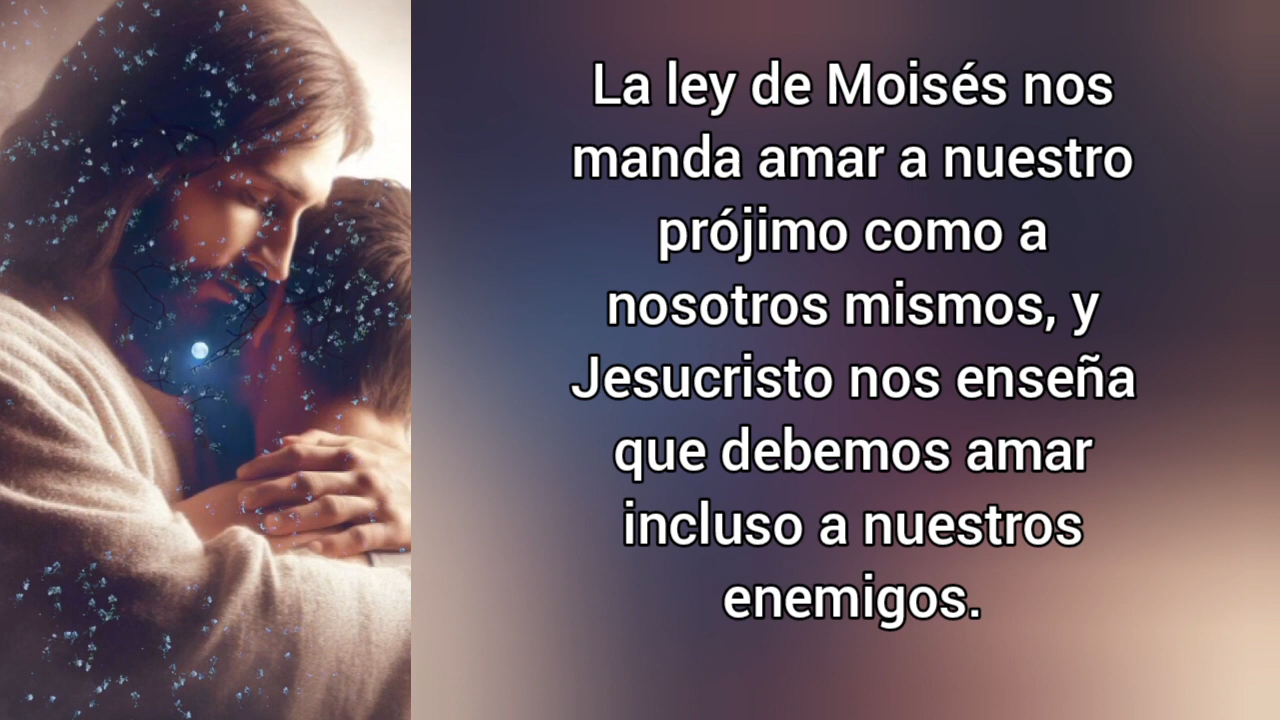 La ley de Moisés nos
manda amar a nuestro
prójimo como a
nosotros mismos, y
Jesucristo nos enseña
que debemos amar
incluso a nuestros
enemigos.